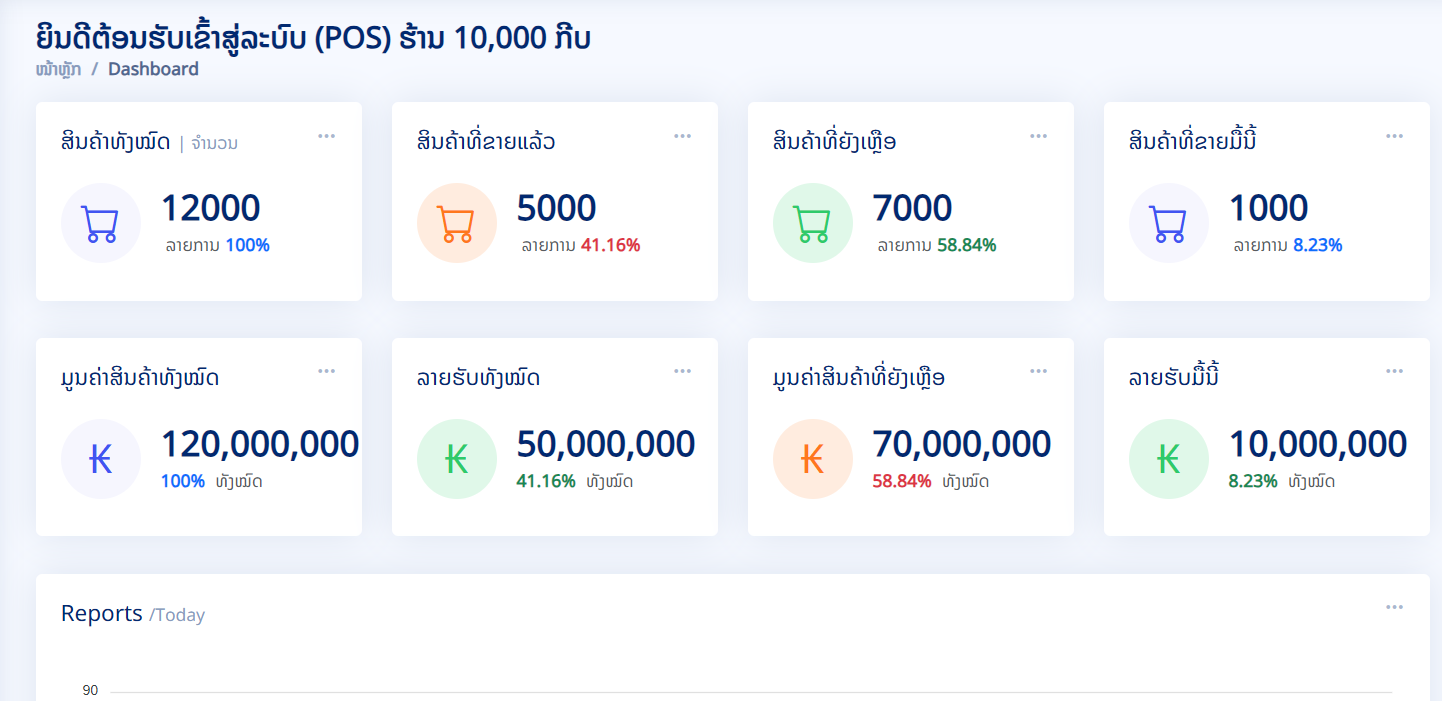 ຍິນດີຕ້ອນຮັບເຂົ້າສູ່ລະບົບ (POS) ຮ້ານ 10,000 ກີບ
ໜ້າຫຼັກ / Dashboard
ສິນຄ້າທັງໝົດ | ຈຳນວນ
12000
ລາຍການ 100%
ສິນຄ້າທີ່ຂາຍແລ້ວ
5000
ລາຍການ 41.16%
ສິນຄ້າທີ່ຍັງເຫຼືອ
7000
ລາຍການ 58.84%
ສິນຄ້າທີ່ຂາຍມື້ນີ້
1000
ລາຍການ 8.23%
ມູນຄ່າສິນຄ້າທັງໝົດ
₭ 120,000,000
100% ທັງໝົດ
ລາຍຮັບທັງໝົດ
₭ 50,000,000
41.16% ທັງໝົດ
ມູນຄ່າສິນຄ້າທີ່ຍັງເຫຼືອ
₭ 70,000,000
58.84% ທັງໝົດ
ລາຍຮັບມື້ນີ້
₭ 10,000,000
8.23% ທັງໝົດ
Reports /Today
90